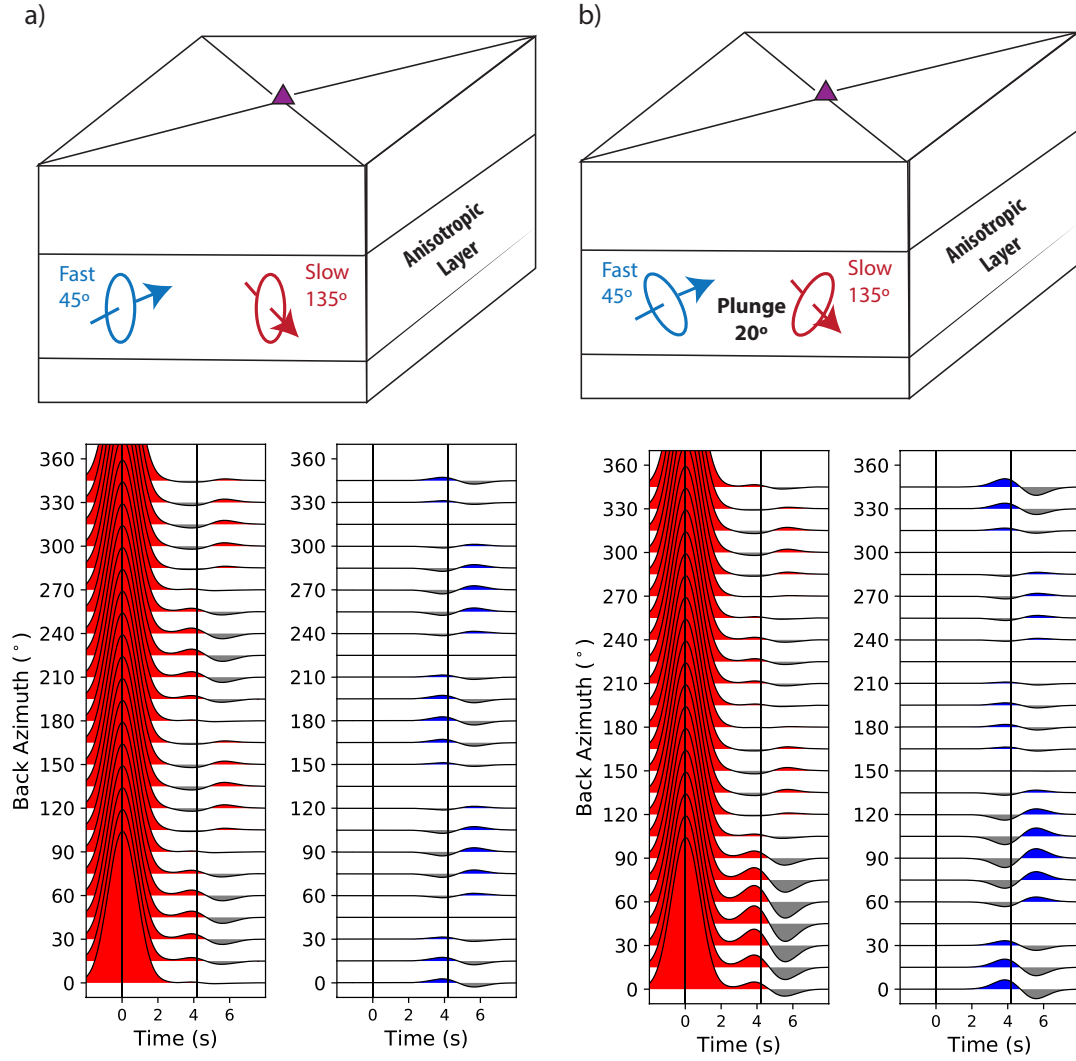 a)
b)
Fast
45º
Slow
135º
Anisotropic
Layer
Fast
45º
Plunge
20º
Slow
135º
Anisotropic
Layer
Back Azimuth ( ° )
360
330
300
270
240
210
180
150
120
90
60
30
0
0 2 4 6
Time (s)
360
330
300
270
240
210
180
150
120
90
60
30
0
0 2 4 6
Time (s)
Back Azimuth ( ° )
360
330
300
270
240
210
180
150
120
90
60
30
0
0 2 4 6
Time (s)
360
330
300
270
240
210
180
150
120
90
60
30
0
0 2 4 6
Time (s)